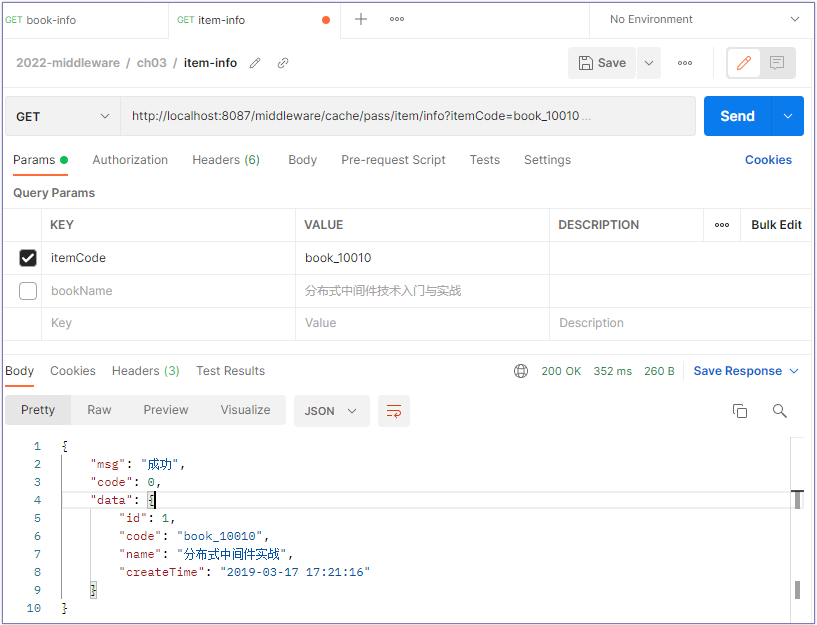 GET book-info GET item-info No Environment
2022-middleware / ch03 / item-info Save
GET http://localhost:8087/middleware/cache/pass/item/info?itemCode=book_10010 ... Send
Params Authorization Headers (6) Body Pre-request Script Tests Settings Cookies
Query Params
KEY VALUE DESCRIPTION Bulk Edit
itemCode book_10010
bookName 分布式中间件技术入门与实战
Key Value Description
Body Cookies Headers (3) Test Results 200 OK 352 ms 260 B Save Response
Pretty Raw Preview Visualize JSON
1 {
2 "msg": "成功",
3 "code": 0,
4 "data": {
5 "id": 1,
6 "code": "book_10010",
7 "name": "分布式中间件实战",
8 "createTime": "2019-03-17 17:21:16"
9 }
10 }